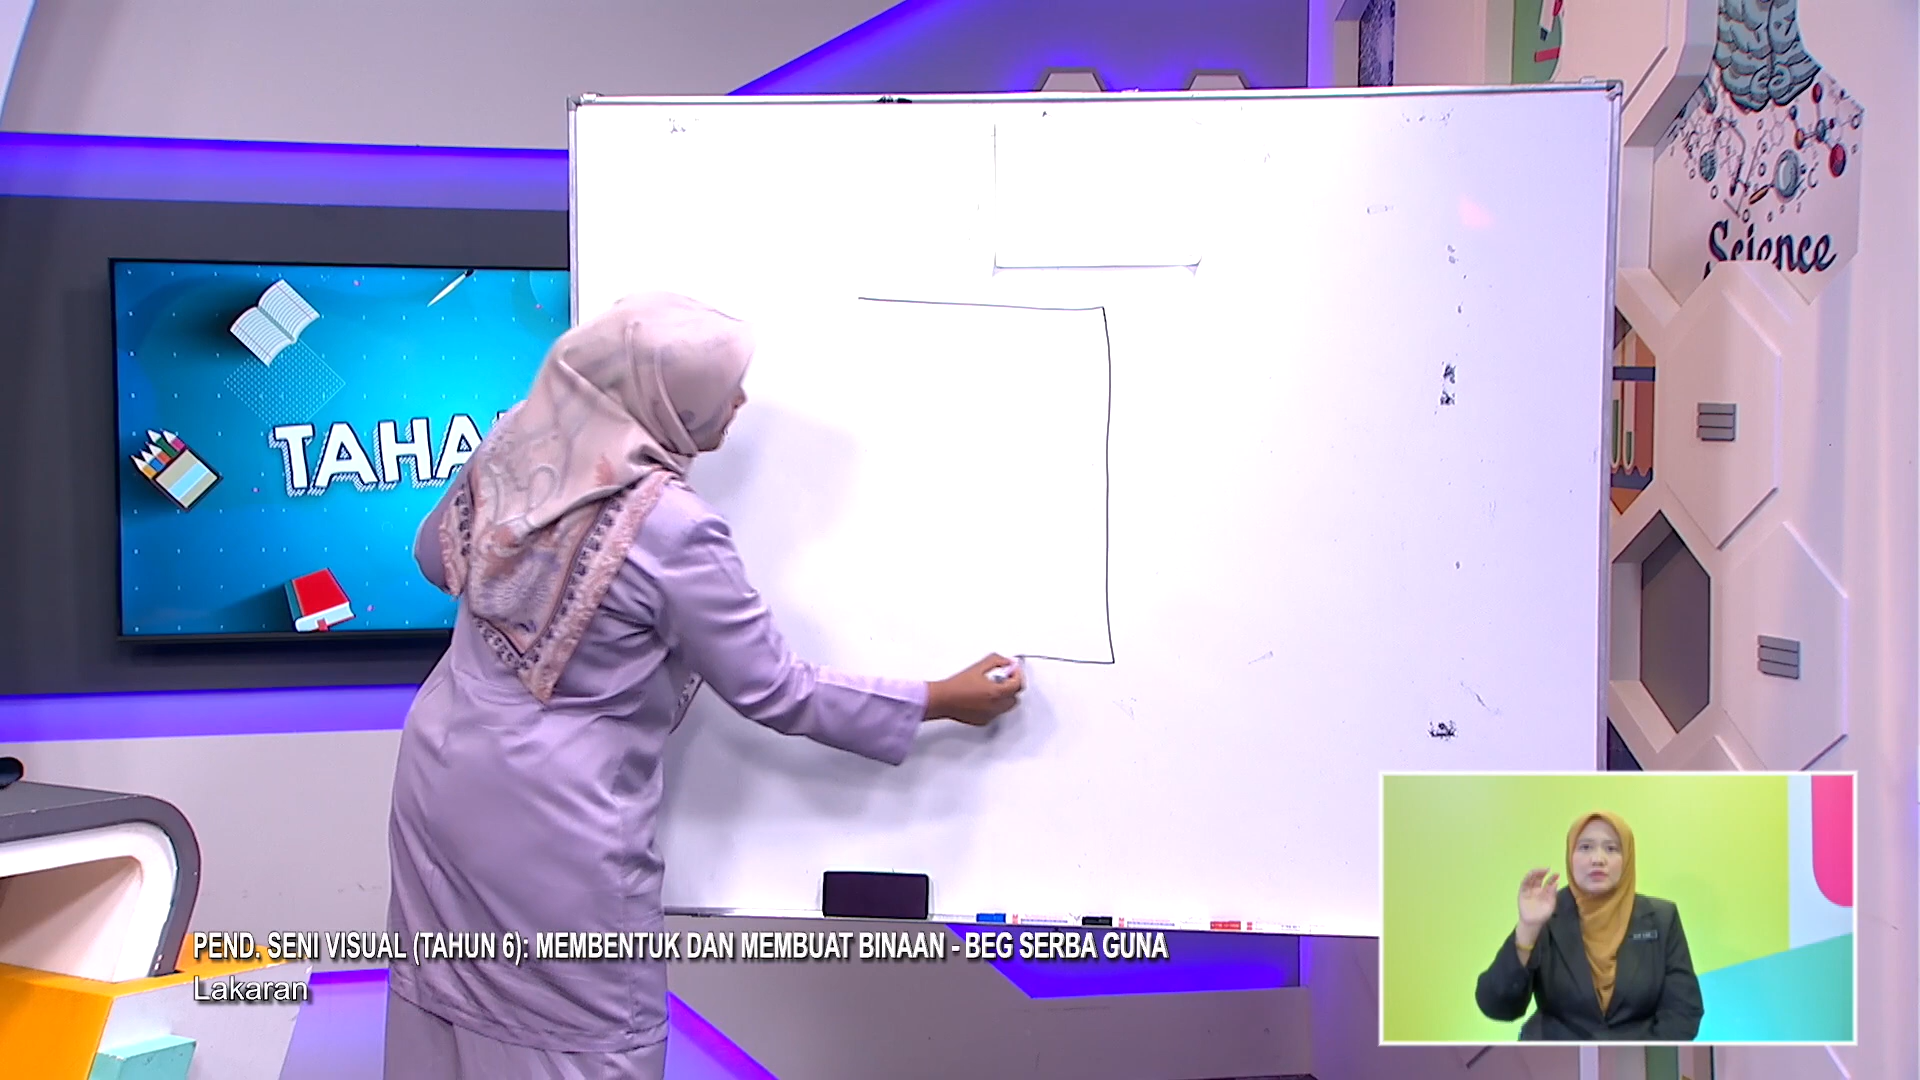 Science
TAHA
PEND. SENI VISUAL (TAHUN 6): MEMBENTUK DAN MEMBUAT BINAAN - BEG SERBA GUNA
Lakaran